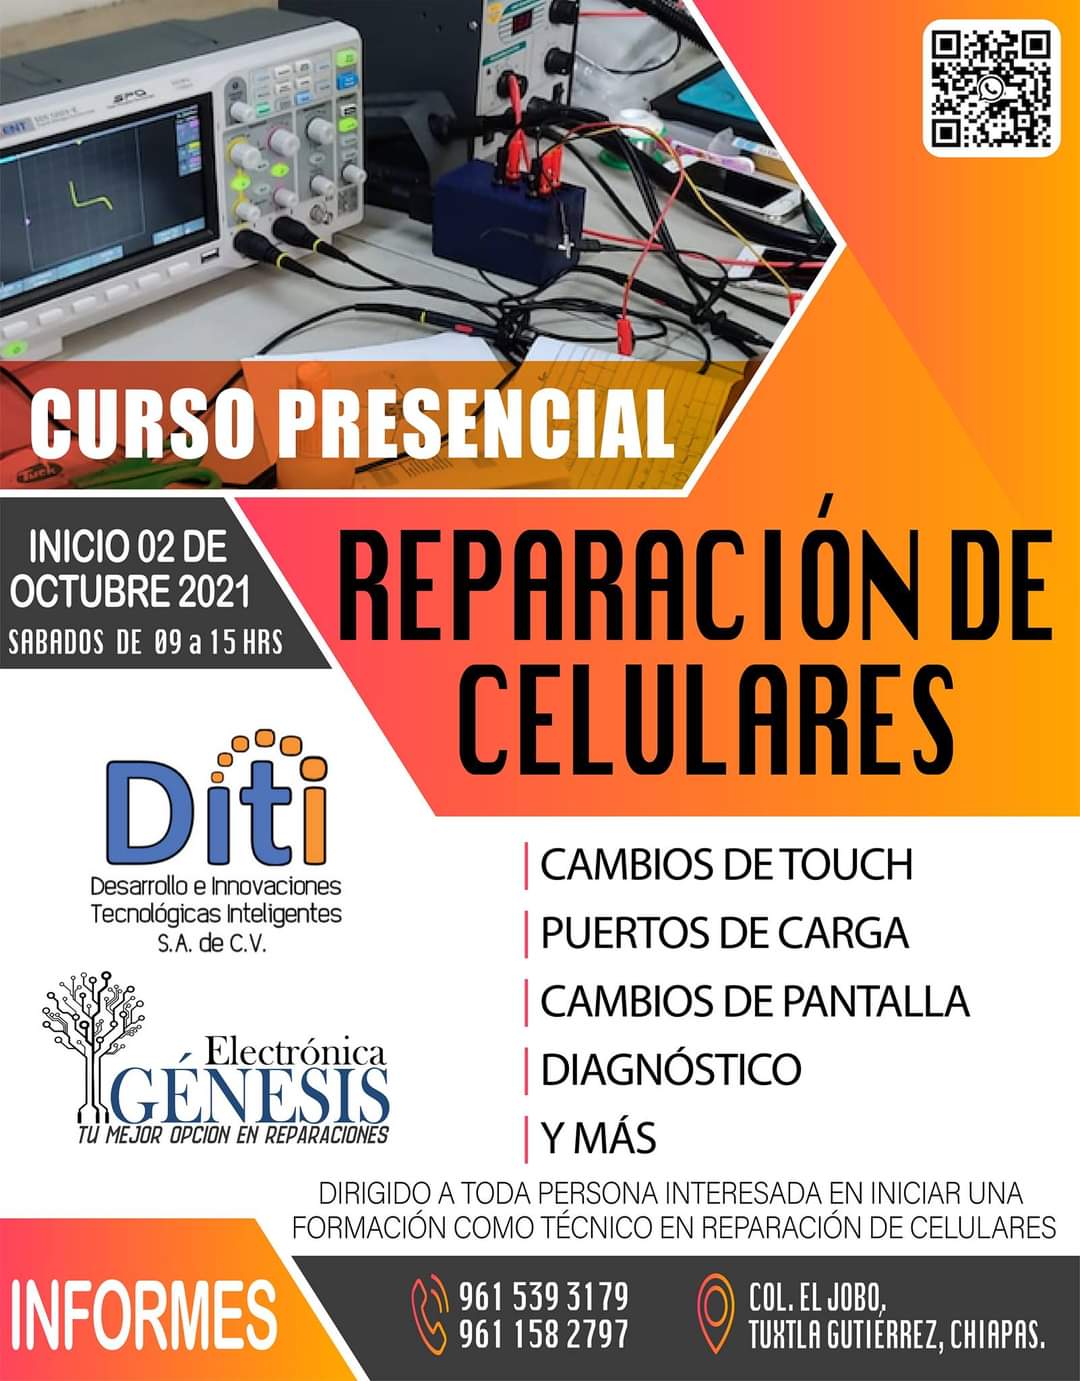 CURSO PRESENCIAL
INICIO 02 DE
OCTUBRE 2021
SABADOS DE 09 a 15 HRS
REPARACIÓN DE
CELULARES
Diti
Desarrollo e Innovaciones
Tecnológicas Inteligentes
S.A. de C.V.
Electrónica
GÉNESIS
TU MEJOR OPCION EN REPARACIONES
CAMBIOS DE TOUCH
PUERTOS DE CARGA
CAMBIOS DE PANTALLA
DIAGNÓSTICO
Y MÁS
DIRIGIDO A TODA PERSONA INTERESADA EN INICIAR UNA
FORMACIÓN COMO TÉCNICO EN REPARACIÓN DE CELULARES
INFORMES
961 539 3179
961 158 2797
COL. EL JOBO,
TUXTLA GUTIÉRREZ, CHIAPAS.